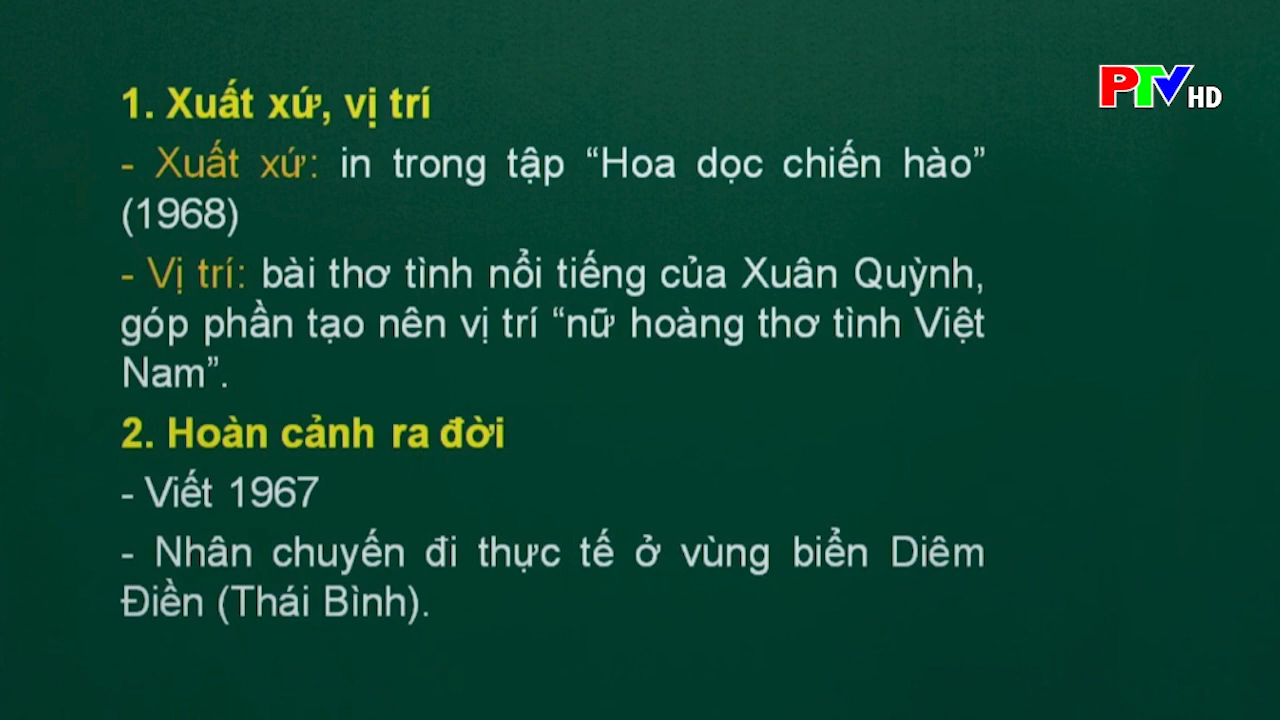 PTV HD
1. Xuất xứ, vị trí
- Xuất xứ: in trong tập “Hoa dọc chiến hào”
(1968)
- Vị trí: bài thơ tình nổi tiếng của Xuân Quỳnh,
góp phần tạo nên vị trí “nữ hoàng thơ tình Việt
Nam”.
2. Hoàn cảnh ra đời
- Viết 1967
- Nhân chuyến đi thực tế ở vùng biển Diêm
Điền (Thái Bình).